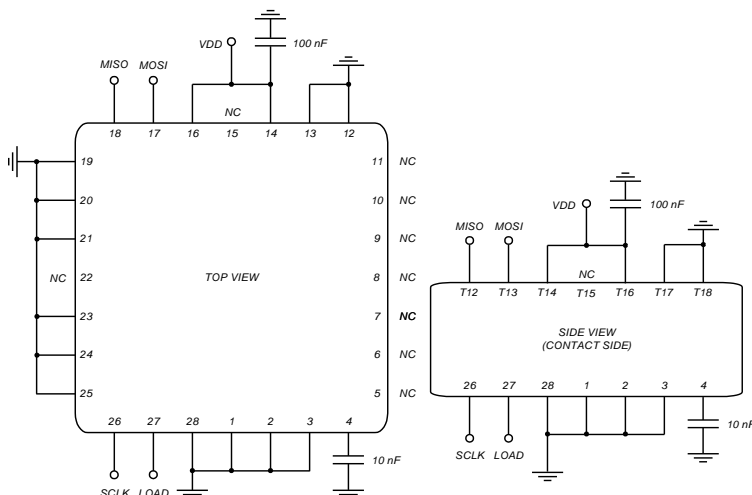 VDD
100 nF
MISO MOSI
NC
18 17 16 15 14 13 12
19
11 NC
20
10 NC
21
9 NC
NC 22
TOP VIEW
8 NC
23
7 NC
24
6 NC
25
5 NC
26 27 28 1 2 3 4
10 nF
SCLK LOAD
VDD
100 nF
MISO MOSI
NC
T12 T13 T14 T15 T16 T17 T18
SIDE VIEW
(CONTACT SIDE)
26 27 28 1 2 3 4
10 nF
SCLK LOAD